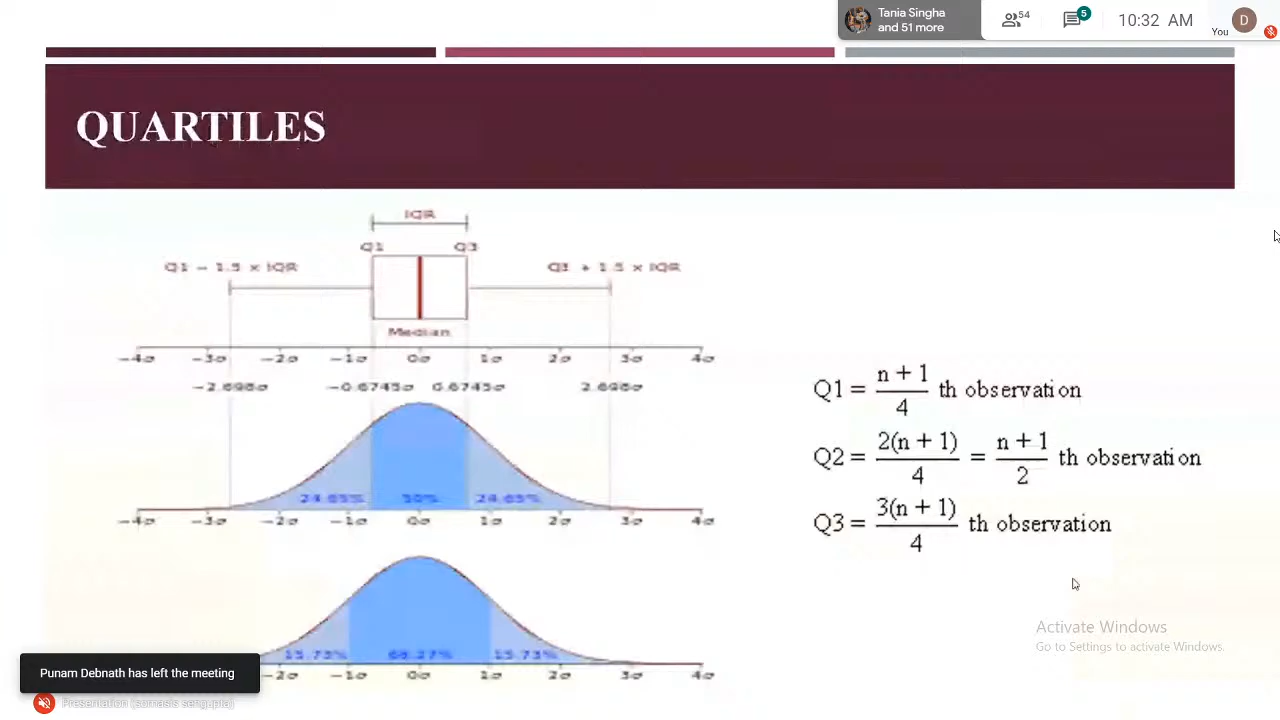 Tania Singha
and 51 more
54
5
10:32 AM
You
D
QUARTILES
IQR
Q1 Q3
Q1 − 1.5 × IQR Q3 + 1.5 × IQR
Median
−4σ −3σ −2σ −1σ 0σ 1σ 2σ 3σ 4σ
−2.698σ −0.6745σ 0.6745σ 2.698σ
24.65% 50% 24.65%
−4σ −3σ −2σ −1σ 0σ 1σ 2σ 3σ 4σ
15.73% 68.27% 15.73%
−2σ −1σ 0σ 1σ 2σ 3σ 4σ
Q1 = n + 1 / 4 th observation
Q2 = 2(n + 1) / 4 = n + 1 / 2 th observation
Q3 = 3(n + 1) / 4 th observation
Activate Windows
Go to Settings to activate Windows.
Punam Debnath has left the meeting
Presentation (somasis sengupta)